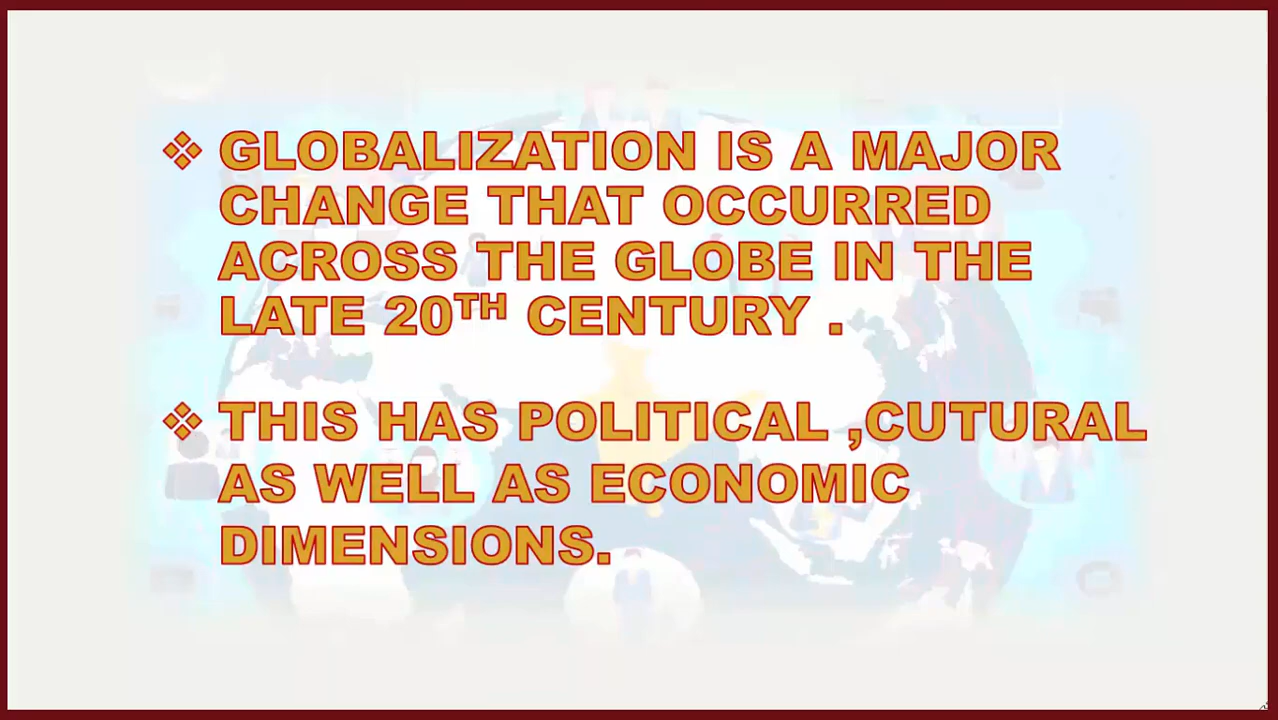 ❖ GLOBALIZATION IS A MAJOR
CHANGE THAT OCCURRED
ACROSS THE GLOBE IN THE
LATE 20TH CENTURY .
❖ THIS HAS POLITICAL ,CUTURAL
AS WELL AS ECONOMIC
DIMENSIONS.